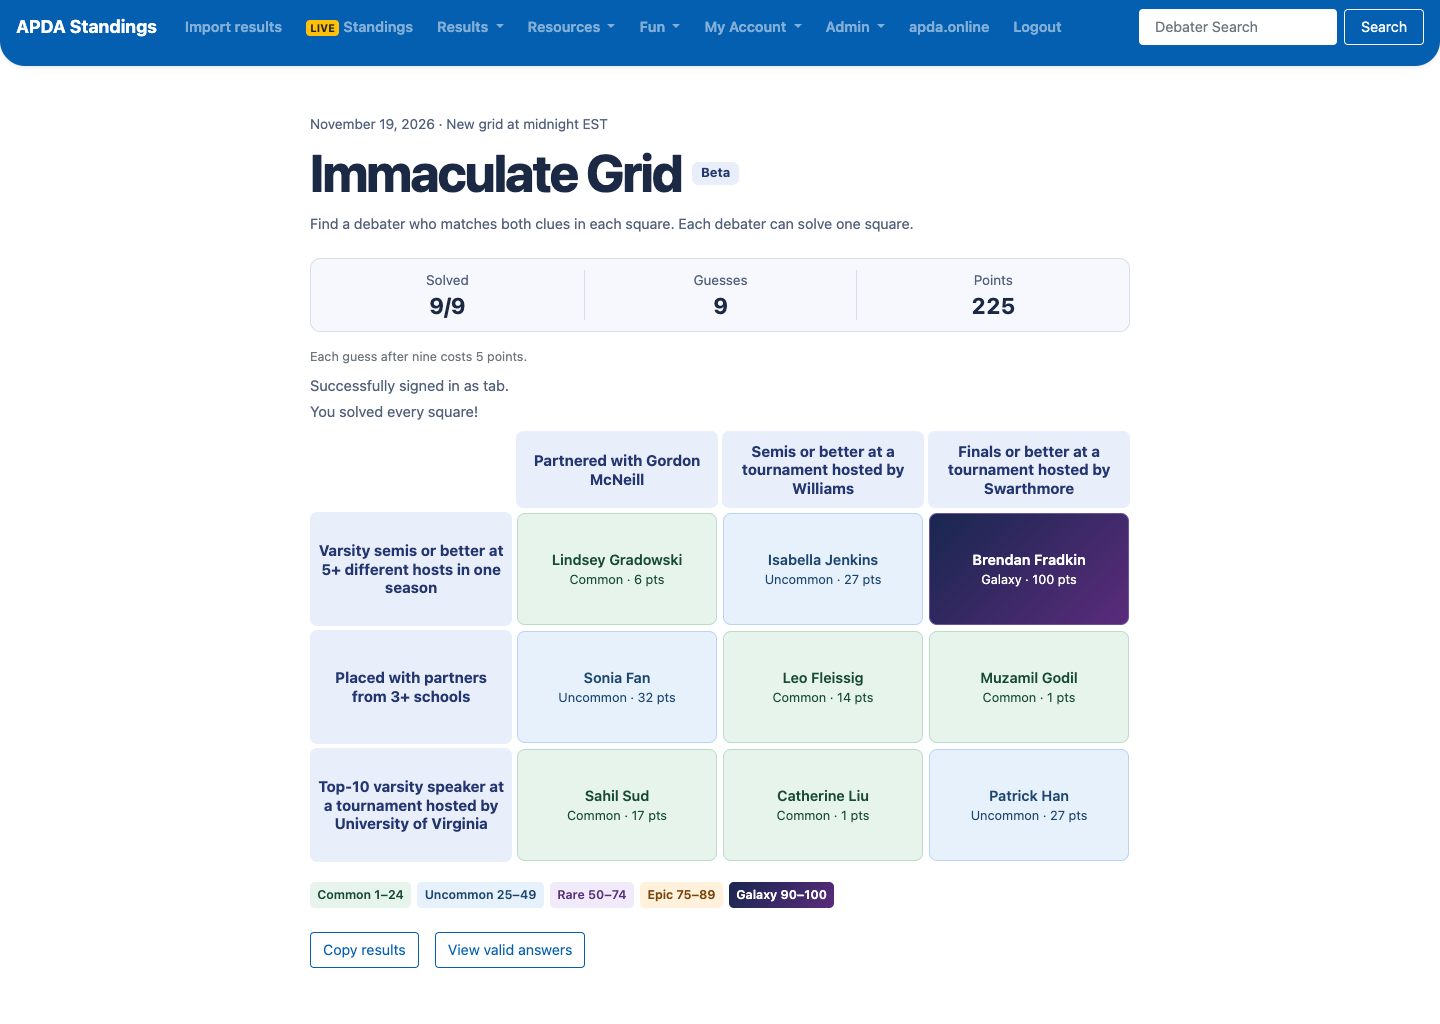 APDA Standings Import results LIVE Standings Results Resources Fun My Account Admin apda.online Logout Debater Search Search
November 19, 2026 · New grid at midnight EST
Immaculate Grid Beta
Find a debater who matches both clues in each square. Each debater can solve one square.
Solved Guesses Points
9/9 9 225
Each guess after nine costs 5 points.
Successfully signed in as tab.
You solved every square!
Partnered with Gordon
McNeill
Semis or better at a
tournament hosted by
Williams
Finals or better at a
tournament hosted by
Swarthmore
Varsity semis or better at
5+ different hosts in one
season
Lindsey Gradowski
Common · 6 pts
Isabella Jenkins
Uncommon · 27 pts
Brendan Fradkin
Galaxy · 100 pts
Placed with partners
from 3+ schools
Sonia Fan
Uncommon · 32 pts
Leo Fleissig
Common · 14 pts
Muzamil Godil
Common · 1 pts
Top-10 varsity speaker at
a tournament hosted by
University of Virginia
Sahil Sud
Common · 17 pts
Catherine Liu
Common · 1 pts
Patrick Han
Uncommon · 27 pts
Common 1–24 Uncommon 25–49 Rare 50–74 Epic 75–89 Galaxy 90–100
Copy results View valid answers